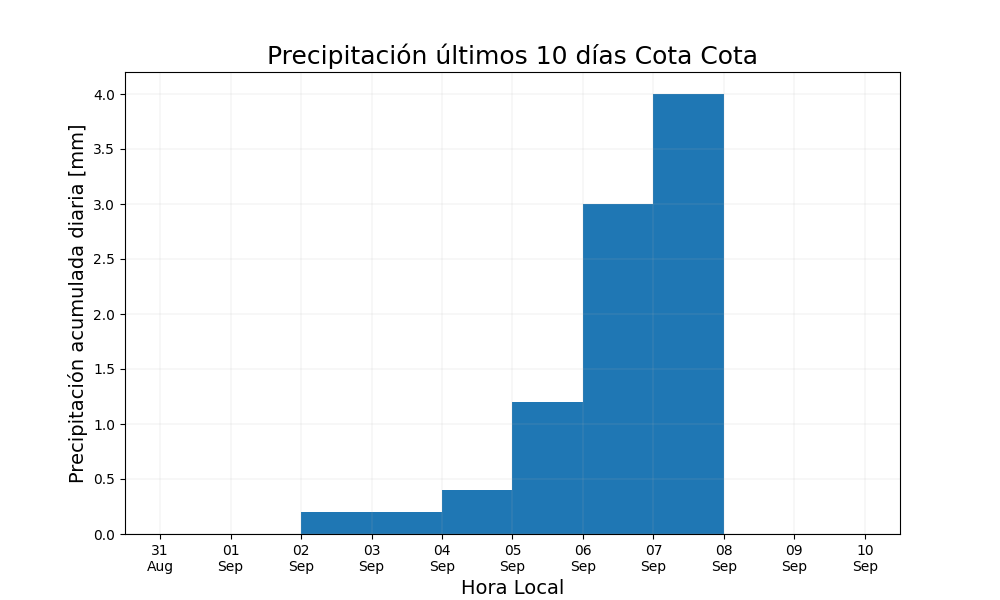 Precipitación últimos 10 días Cota Cota
Precipitación acumulada diaria [mm]
4.0
3.5
3.0
2.5
2.0
1.5
1.0
0.5
0.0
31 01 02 03 04 05 06 07 08 09 10
Aug Sep Sep Sep Sep Sep Sep Sep Sep Sep Sep
Hora Local